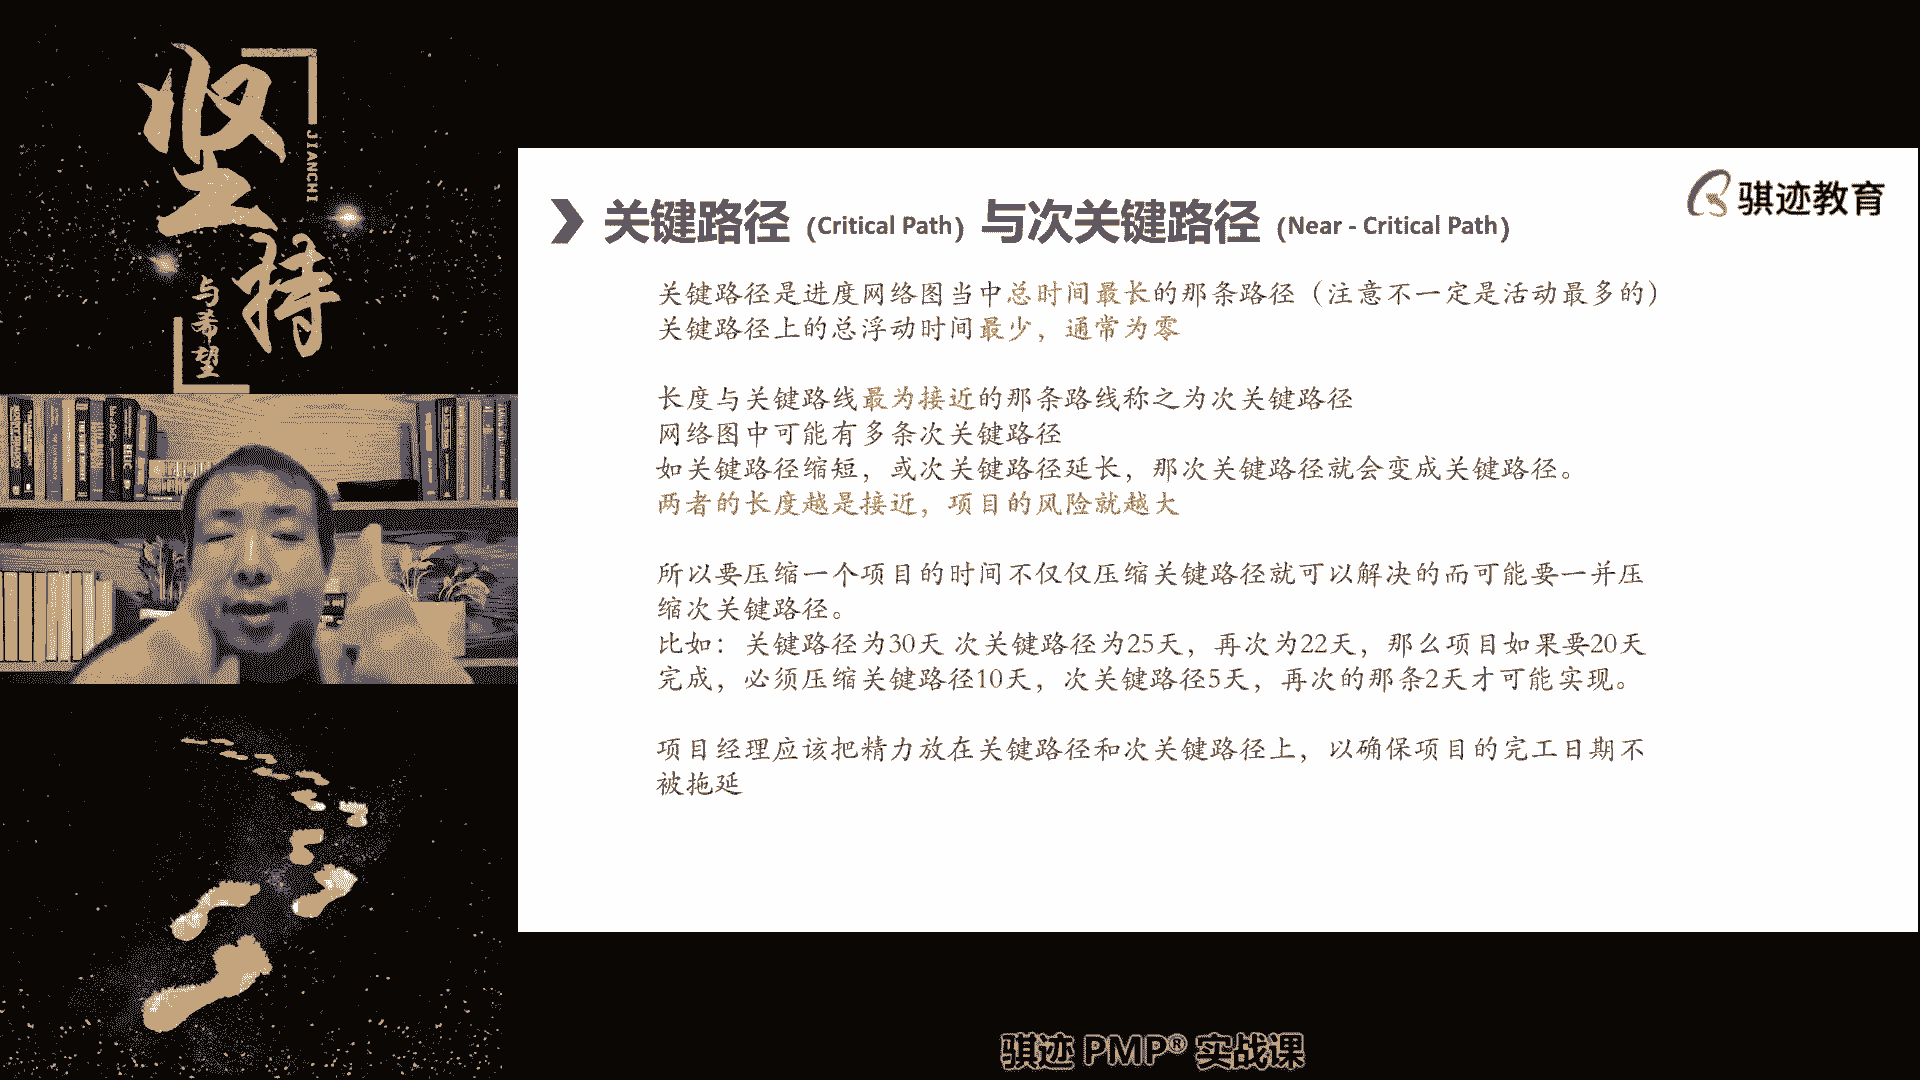 坚持
JIANCHI
与希望
骐迹教育
关键路径 (Critical Path) 与次关键路径 (Near - Critical Path)
关键路径是进度网络图当中总时间最长的那条路径（注意不一定是活动最多的）
关键路径上的总浮动时间最少，通常为零
长度与关键路线最为接近的那条路线称之为次关键路径
网络图中可能有多条次关键路径
如关键路径缩短，或次关键路径延长，那次关键路径就会变成关键路径。
两者的长度越是接近，项目的风险就越大
所以要压缩一个项目的时间不仅仅压缩关键路径就可以解决的而可能要一并压
缩次关键路径。
比如：关键路径为30天 次关键路径为25天，再次为22天，那么项目如果要20天
完成，必须压缩关键路径10天，次关键路径5天，再次的那条2天才可能实现。
项目经理应该把精力放在关键路径和次关键路径上，以确保项目的完工日期不
被拖延
骐迹 PMP® 实战课